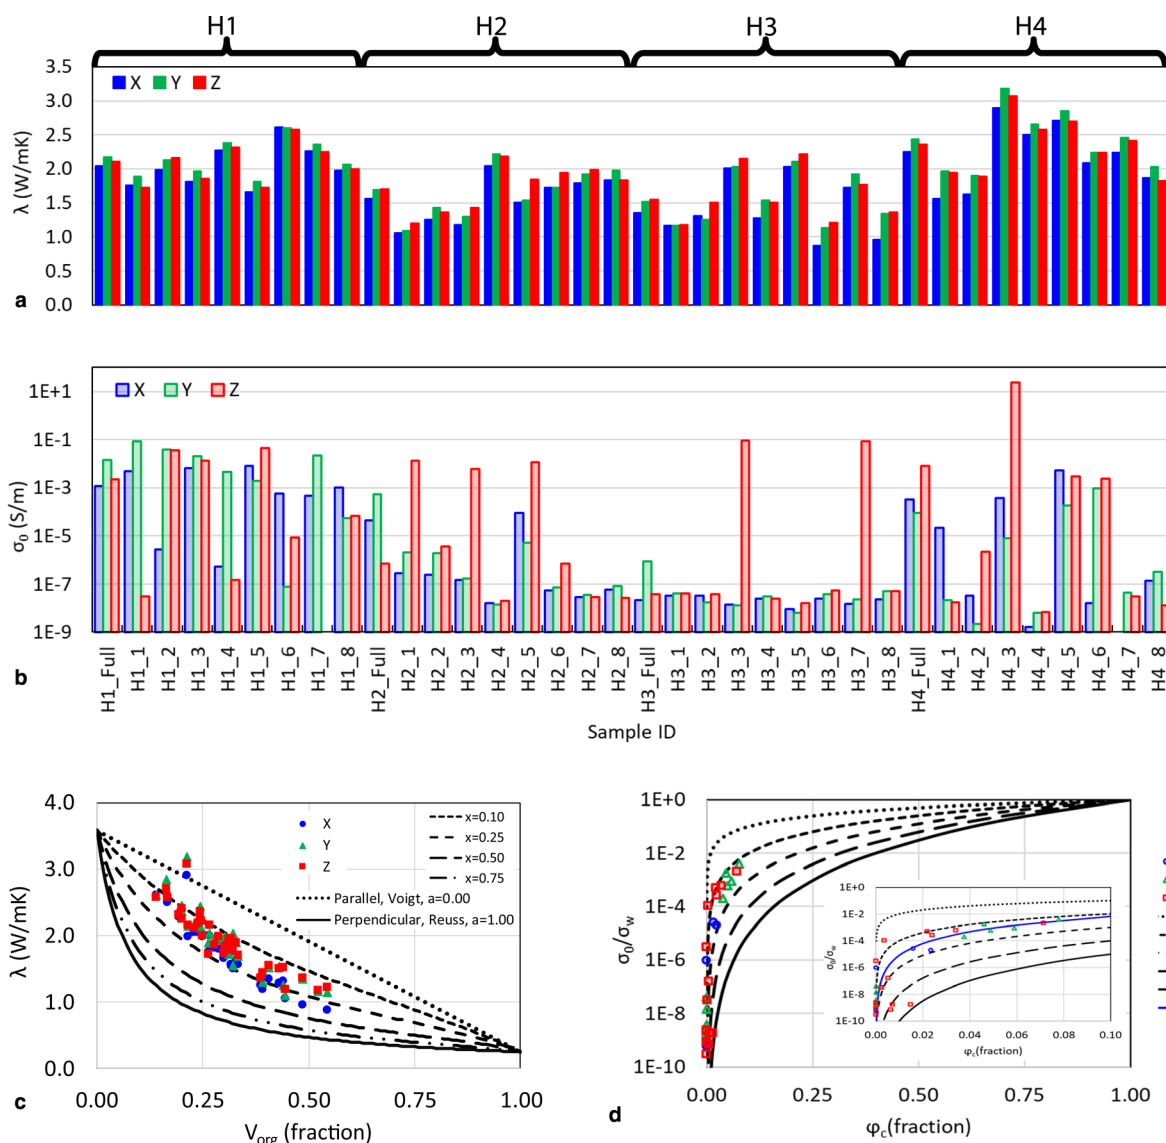 H1 H2 H3 H4
3.5
3.0
2.5
2.0
1.5
1.0
0.5
0.0
λ (W/mK)
X Y Z
a
1E+1
1E-1
1E-3
1E-5
1E-7
1E-9
σ₀ (S/m)
X Y Z
b
H1_Full
H1_1
H1_2
H1_3
H1_4
H1_5
H1_6
H1_7
H1_8
H2_Full
H2_1
H2_2
H2_3
H2_4
H2_5
H2_6
H2_7
H2_8
H3_Full
H3_1
H3_2
H3_3
H3_4
H3_5
H3_6
H3_7
H3_8
H4_Full
H4_1
H4_2
H4_3
H4_4
H4_5
H4_6
H4_7
H4_8
Sample ID
4.0
3.0
2.0
1.0
0.0
λ (W/mK)
X
Y
Z
x=0.10
x=0.25
x=0.50
x=0.75
Parallel, Voigt, a=0.00
Perpendicular, Reuss, a=1.00
0.00 0.25 0.50 0.75 1.00
V_org (fraction)
c
1E+0
1E-2
1E-4
1E-6
1E-8
1E-10
σ₀/σ_w
1E+0
1E-2
1E-4
1E-6
1E-8
1E-10
σ₀/σ_w
0.00 0.02 0.04 0.06 0.08 0.10
φ_c(fraction)
0.00 0.25 0.50 0.75 1.00
φ_c(fraction)
d